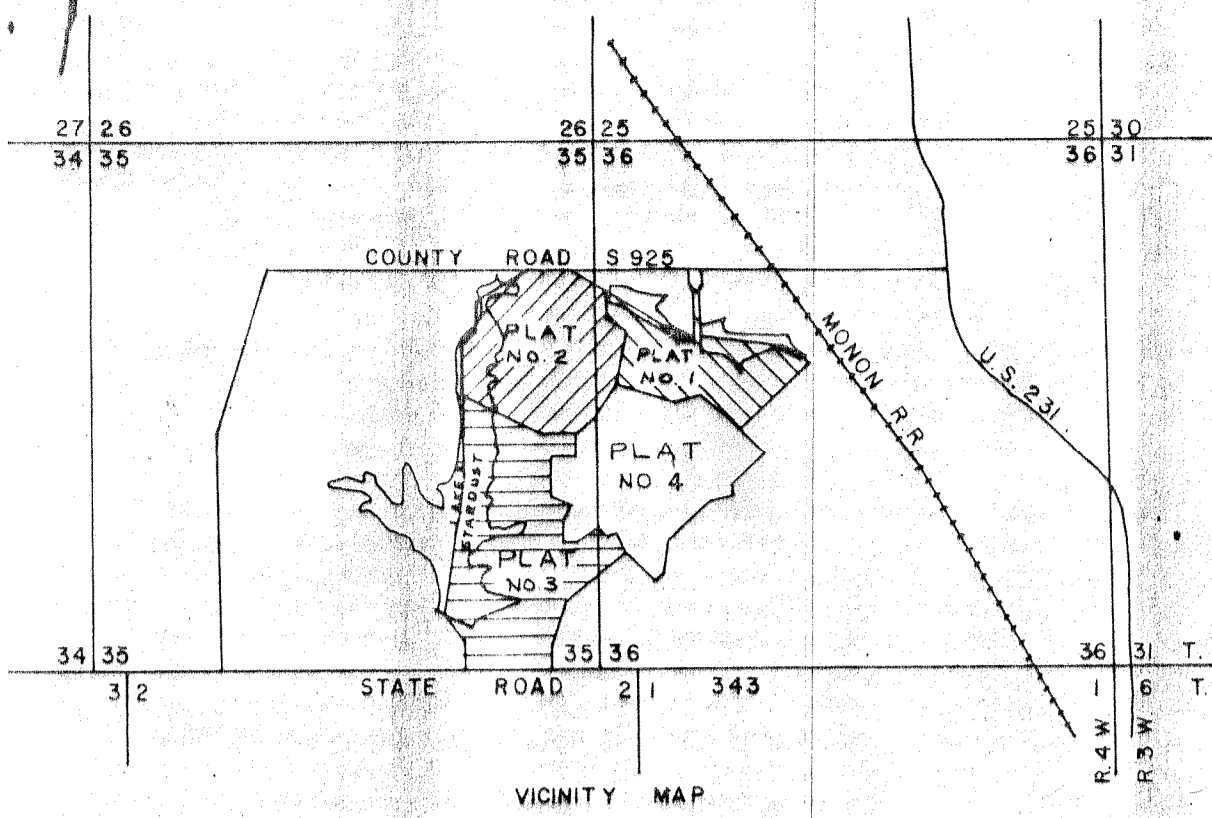 27 26
26 25
25 30
34 35
35 36
36 31
COUNTY ROAD S 925
PLAT
NO. 2
PLAT
NO. 1
MONON R.R
U.S. 231
PLAT
NO 4
LAKE
STARDUST
PLAT
NO. 3
34 35
35 36
36 31 T.
3 2
STATE ROAD
2 1
343
1 6 T.
R. 4 W
R. 3 W
VICINITY MAP